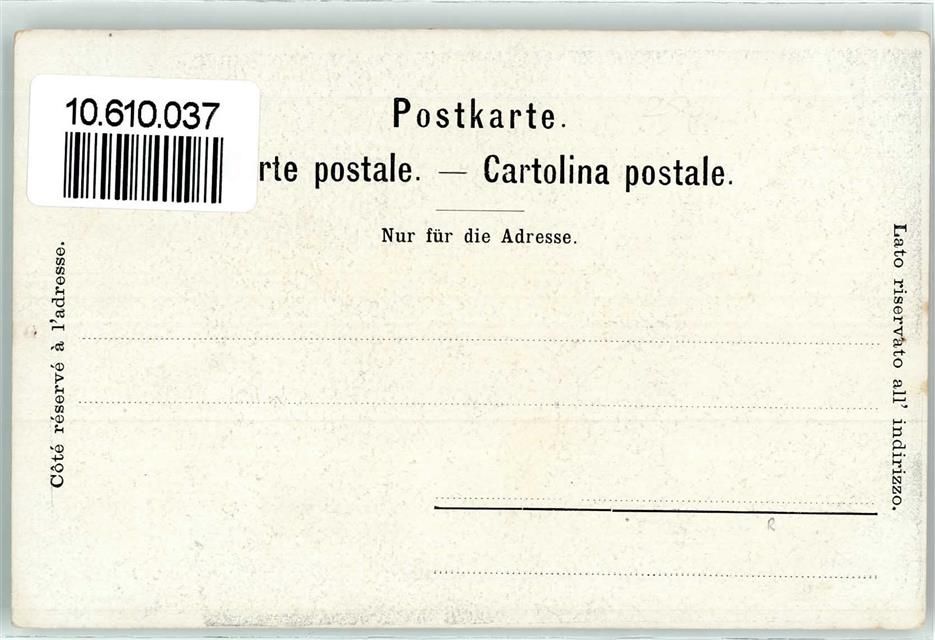 10.610.037
Postkarte.
rte postale. — Cartolina postale.
Nur für die Adresse.
Côté réservé à l'adresse.
Lato riservato all' indirizzo.
R